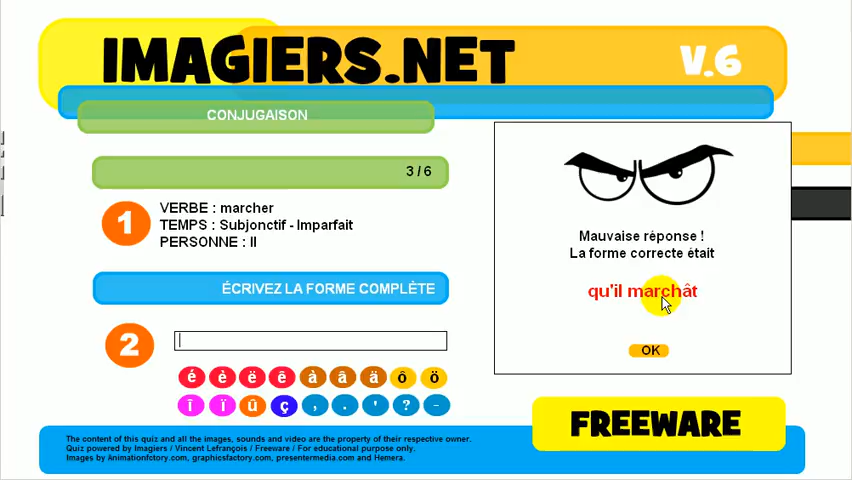 IMAGIERS.NET
V.6
CONJUGAISON
3 / 6
1
VERBE : marcher
TEMPS : Subjonctif - Imparfait
PERSONNE : Il
ÉCRIVEZ LA FORME COMPLÈTE
2
é è ë ê à â ä ô ö
î ï û ç , . ' ? -
Mauvaise réponse !
La forme correcte était
qu'il marchât
OK
FREEWARE
The content of this quiz and all the images, sounds and video are the property of their respective owner.
Quiz powered by Imagiers / Vincent Lefrançois / Freeware / For educational purpose only.
Images by Animationfctory.com, graphicsfactory.com, presentermedia.com and Hemera.